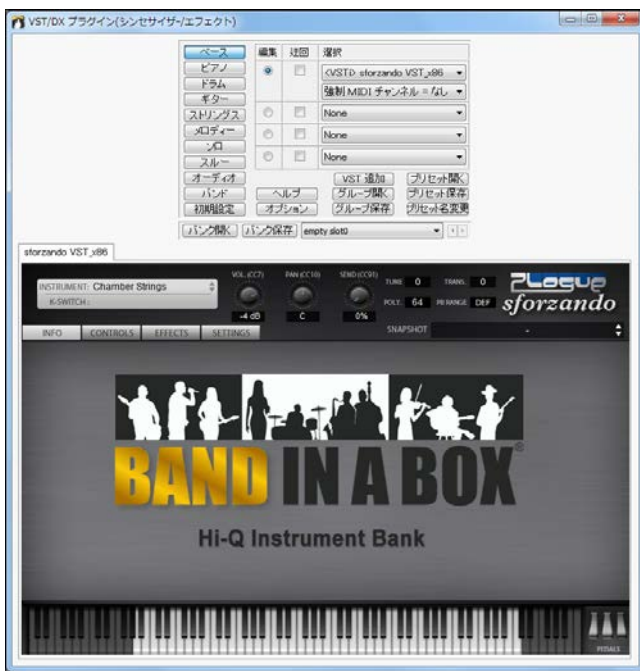 VST/DX プラグイン(シンセサイザ-/エフェクト)
ベース 編集 迂回 選択
ピアノ <VSTi> sforzando VST_x86
ドラム 強制 MIDI チャンネル = なし
ギター
ストリングス None
メロディー None
ソロ
スルー None
オーディオ VST 追加 プリセット開く
バンド ヘルプ グループ開く プリセット保存
初期設定 オプション グループ保存 プリセット名変更
バンク開く バンク保存 empty slot0
sforzando VST_x86
INSTRUMENT: Chamber Strings VOL. (CC7) PAN (CC10) SEND (CC91) TUNE 0 TRANS. 0 PLOGUE
K-SWITCH : -4 dB C 0% POLY. 64 PB RANGE DEF sforzando
INFO CONTROLS EFFECTS SETTINGS SNAPSHOT -
BAND IN A BOX®
Hi-Q Instrument Bank
PEDALS